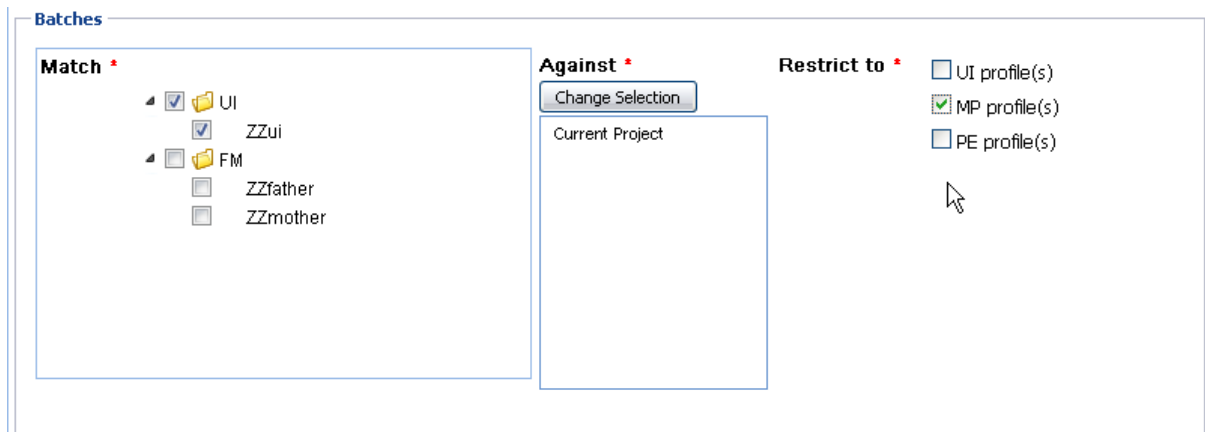 Batches
Match *
UI
ZZui
FM
ZZfather
ZZmother
Against *
Change Selection
Current Project
Restrict to *
UI profile(s)
MP profile(s)
PE profile(s)